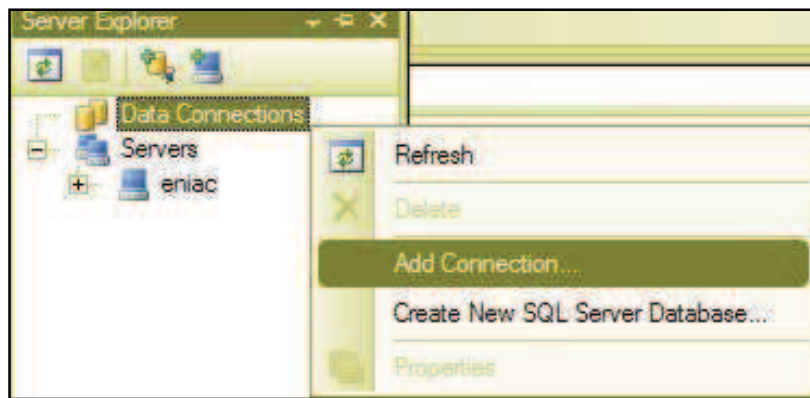 Server Explorer
Data Connections
Servers
eniac
Refresh
Delete
Add Connection...
Create New SQL Server Database...
Properties